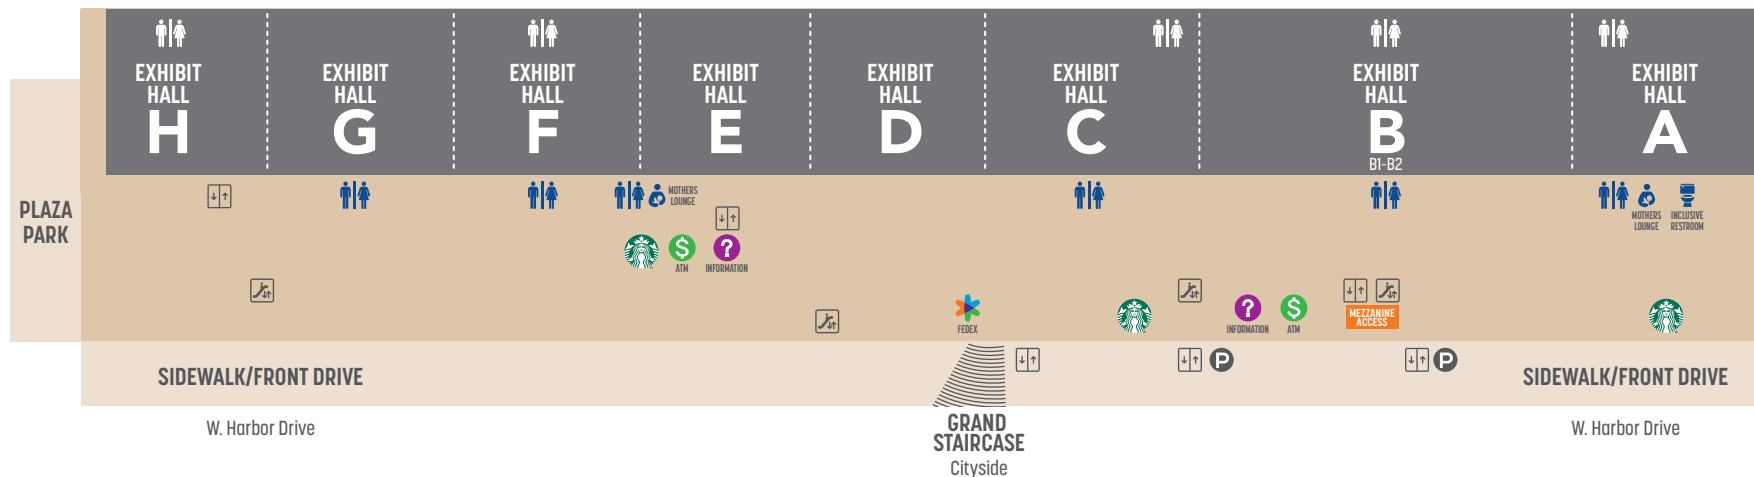 EXHIBIT
HALL
H
EXHIBIT
HALL
G
EXHIBIT
HALL
F
EXHIBIT
HALL
E
EXHIBIT
HALL
D
EXHIBIT
HALL
C
EXHIBIT
HALL
B
B1-B2
EXHIBIT
HALL
A
PLAZA
PARK
MOTHERS
LOUNGE
MOTHERS
LOUNGE
INCLUSIVE
RESTROOM
$
ATM
?
INFORMATION
FEDEX
?
INFORMATION
$
ATM
MEZZANINE
ACCESS
P
P
SIDEWALK/FRONT DRIVE
SIDEWALK/FRONT DRIVE
W. Harbor Drive
GRAND
STAIRCASE
Cityside
W. Harbor Drive